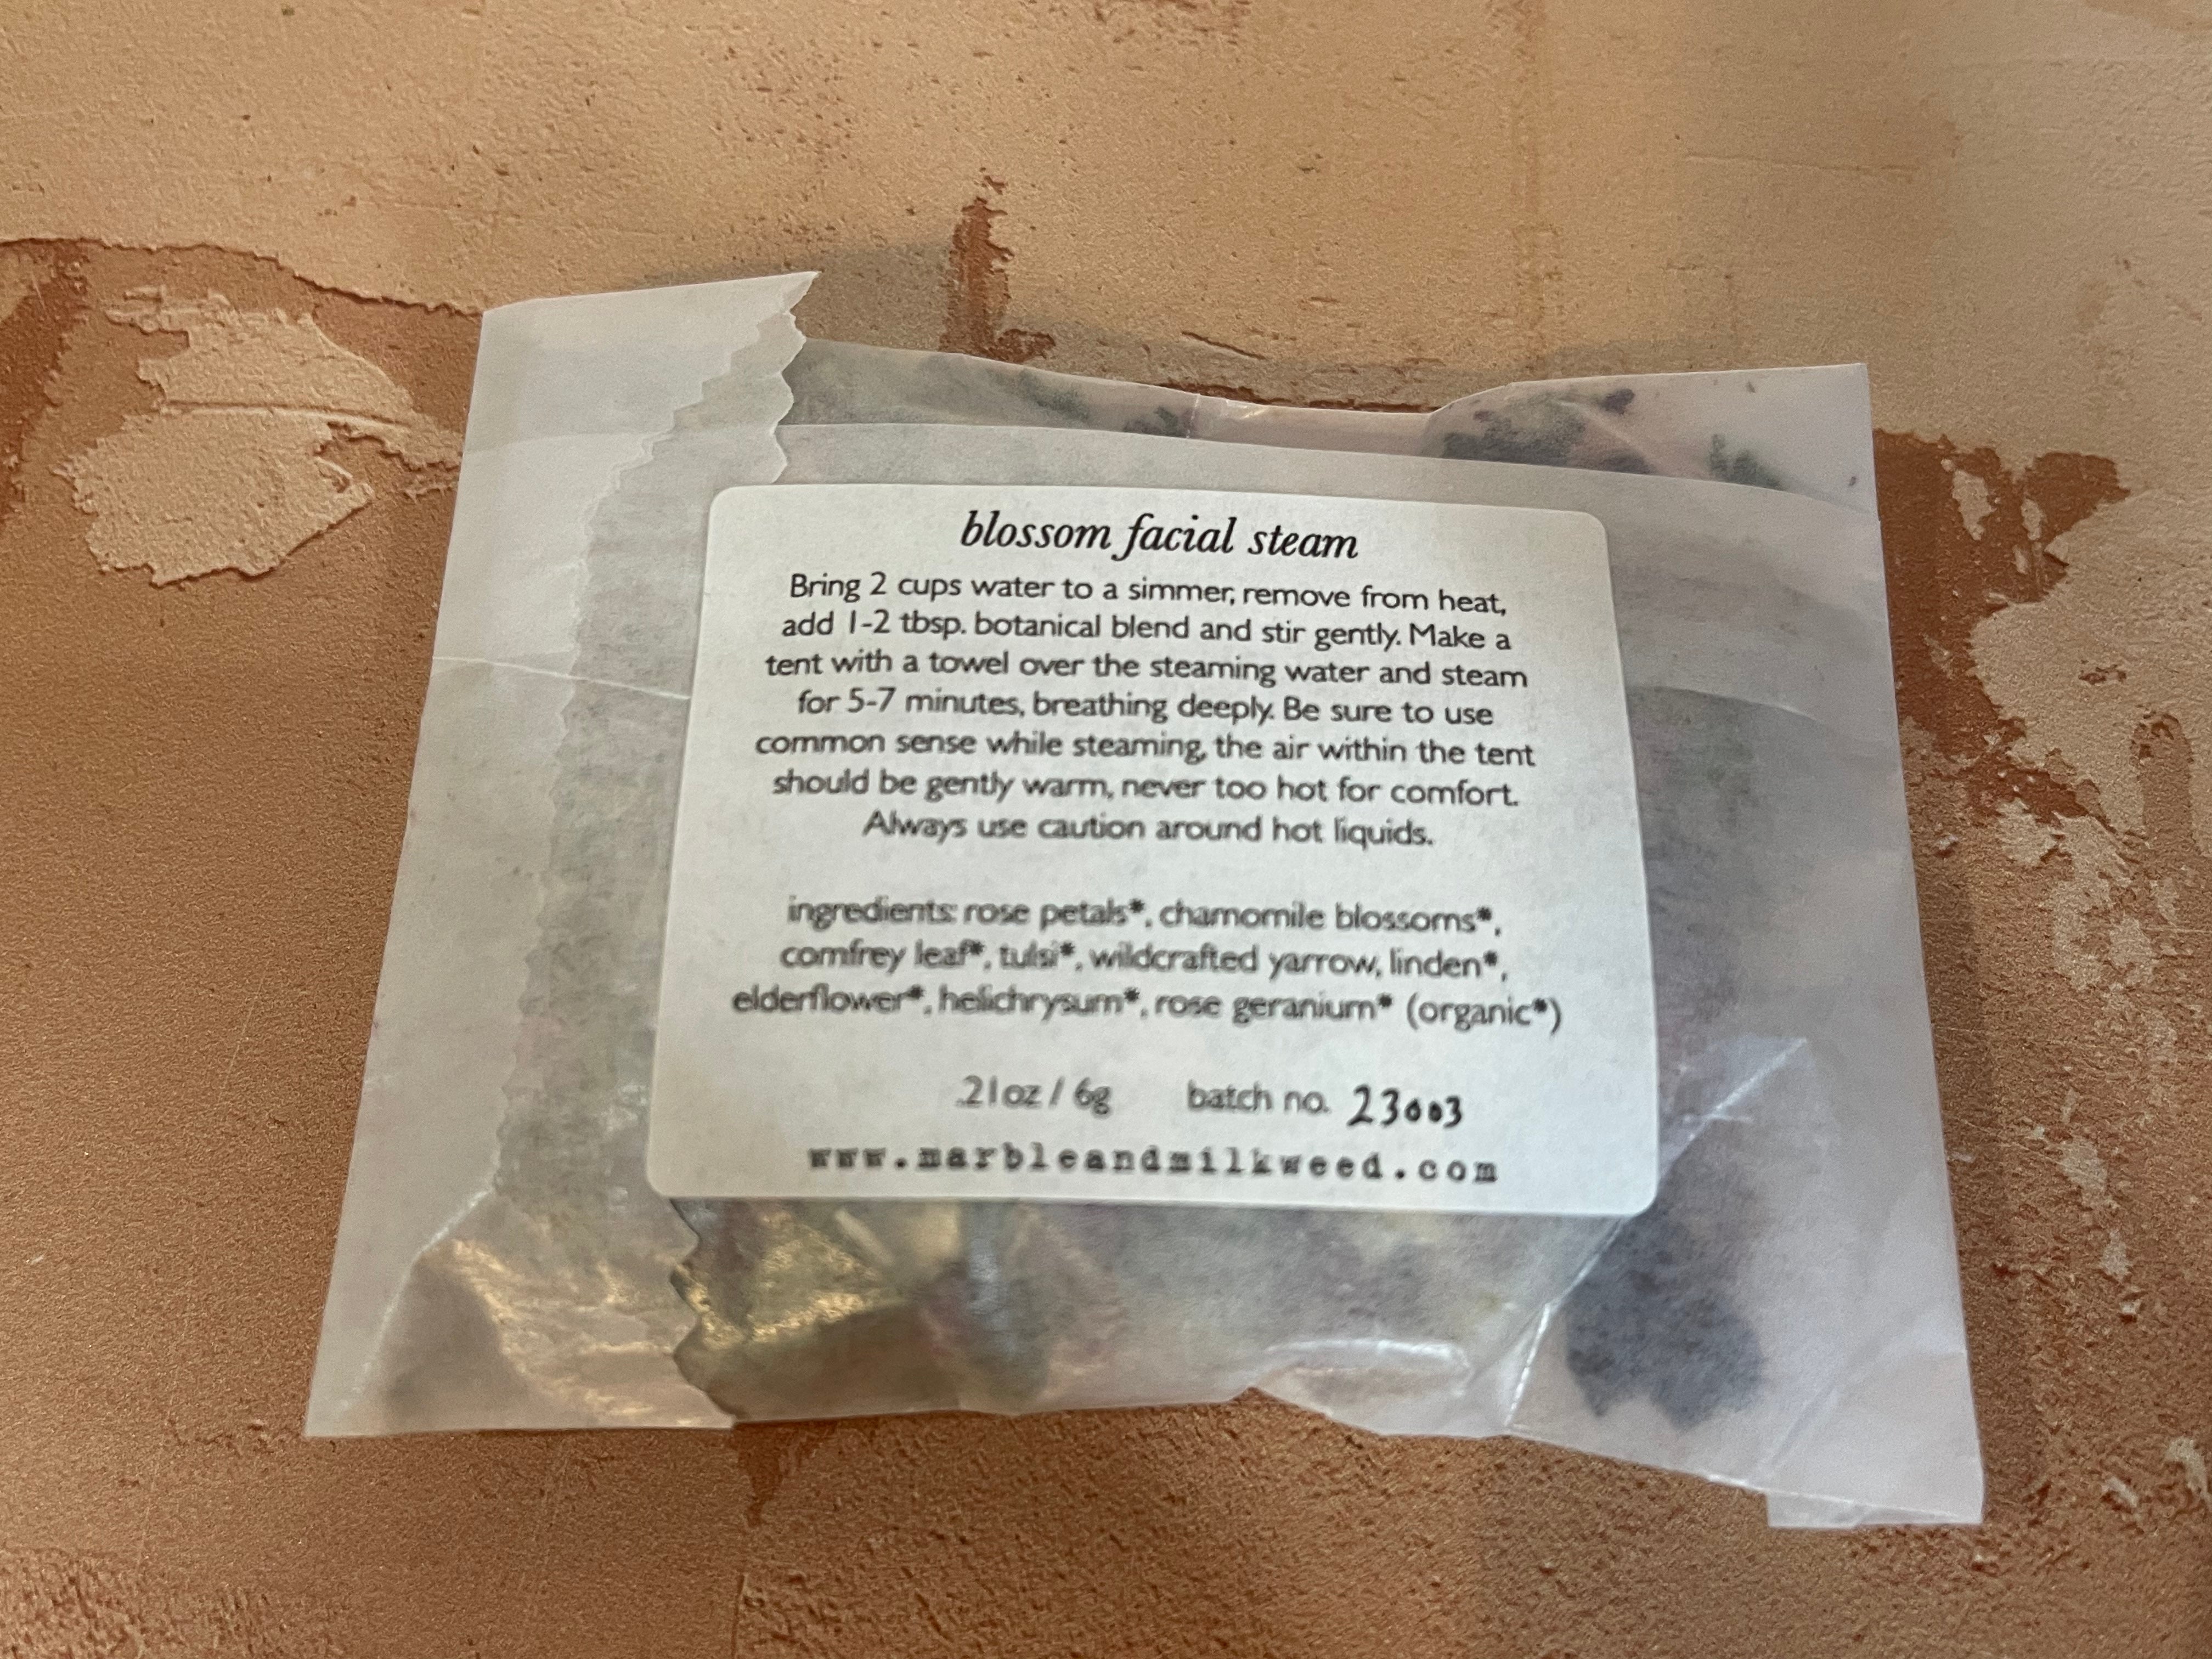 blossom facial steam
Bring 2 cups water to a simmer, remove from heat,
add 1-2 tbsp. botanical blend and stir gently. Make a
tent with a towel over the steaming water and steam
for 5-7 minutes, breathing deeply. Be sure to use
common sense while steaming, the air within the tent
should be gently warm, never too hot for comfort.
Always use caution around hot liquids.
ingredients: rose petals*, chamomile blossoms*,
comfrey leaf*, tulsi*, wildcrafted yarrow, linden*,
elderflower*, helichrysum*, rose geranium* (organic*)
.21oz / 6g batch no. 23003
www.marbleandmilkweed.com